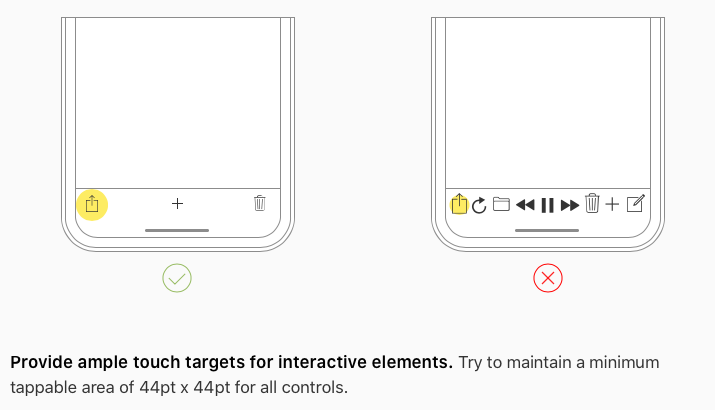 Provide ample touch targets for interactive elements. Try to maintain a minimum
tappable area of 44pt x 44pt for all controls.